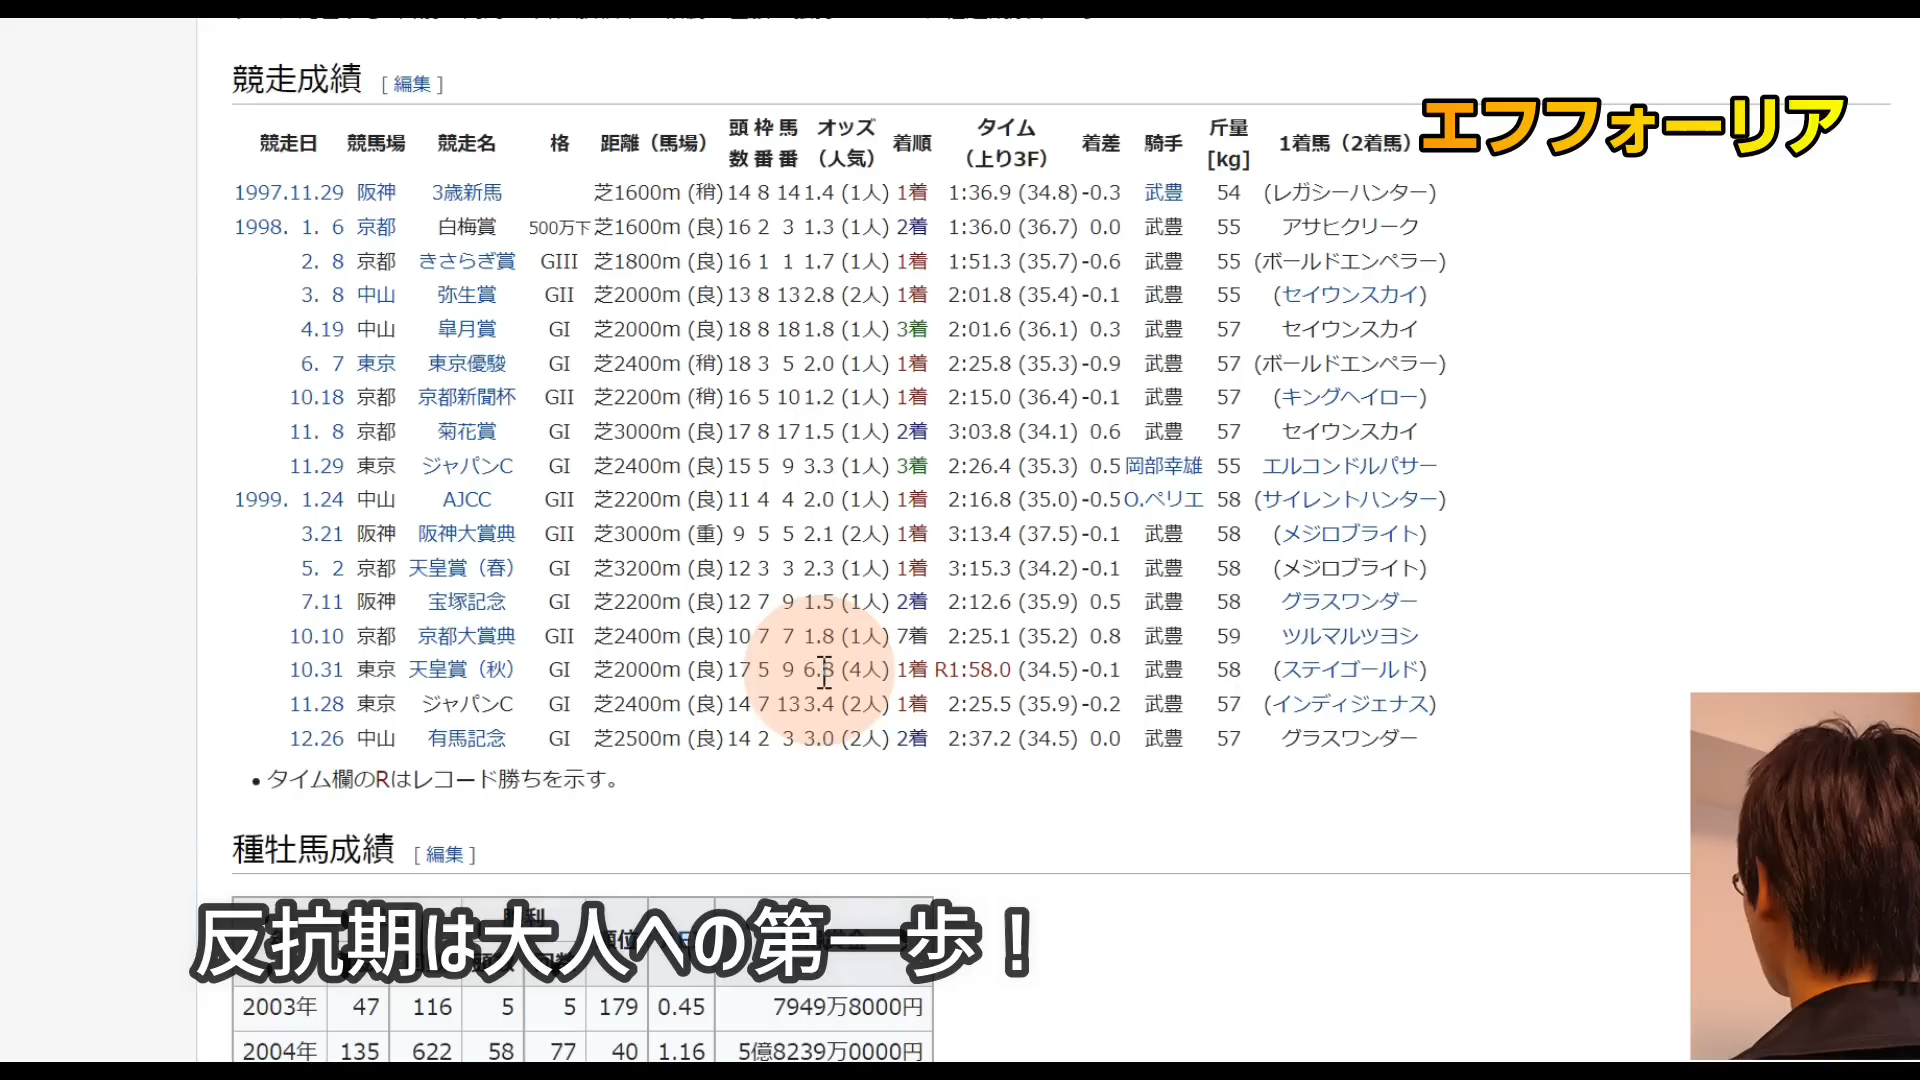 競走成績 [ 編集 ]
エフフォーリア
競走日 競馬場 競走名 格 距離（馬場） 頭数 枠番 馬番 オッズ（人気） 着順 タイム（上り3F） 着差 騎手 斤量[kg] 1着馬（2着馬）
1997.11.29 阪神 3歳新馬 芝1600m (稍) 14 8 14 1.4 (1人) 1着 1:36.9 (34.8) -0.3 武豊 54 (レガシーハンター)
1998. 1. 6 京都 白梅賞 500万下 芝1600m (良) 16 2 3 1.3 (1人) 2着 1:36.0 (36.7) 0.0 武豊 55 アサヒクリーク
2. 8 京都 きさらぎ賞 GIII 芝1800m (良) 16 1 1 1.7 (1人) 1着 1:51.3 (35.7) -0.6 武豊 55 (ボールドエンペラー)
3. 8 中山 弥生賞 GII 芝2000m (良) 13 8 13 2.8 (2人) 1着 2:01.8 (35.4) -0.1 武豊 55 (セイウンスカイ)
4.19 中山 皐月賞 GI 芝2000m (良) 18 8 18 1.8 (1人) 3着 2:01.6 (36.1) 0.3 武豊 57 セイウンスカイ
6. 7 東京 東京優駿 GI 芝2400m (稍) 18 3 5 2.0 (1人) 1着 2:25.8 (35.3) -0.9 武豊 57 (ボールドエンペラー)
10.18 京都 京都新聞杯 GII 芝2200m (稍) 16 5 10 1.2 (1人) 1着 2:15.0 (36.4) -0.1 武豊 57 (キングヘイロー)
11. 8 京都 菊花賞 GI 芝3000m (良) 17 8 17 1.5 (1人) 2着 3:03.8 (34.1) 0.6 武豊 57 セイウンスカイ
11.29 東京 ジャパンC GI 芝2400m (良) 15 5 9 3.3 (1人) 3着 2:26.4 (35.3) 0.5 岡部幸雄 55 エルコンドルパサー
1999. 1.24 中山 AJCC GII 芝2200m (良) 11 4 4 2.0 (1人) 1着 2:16.8 (35.0) -0.5 O.ペリエ 58 (サイレントハンター)
3.21 阪神 阪神大賞典 GII 芝3000m (重) 9 5 5 2.1 (2人) 1着 3:13.4 (37.5) -0.1 武豊 58 (メジロブライト)
5. 2 京都 天皇賞（春） GI 芝3200m (良) 12 3 3 2.3 (1人) 1着 3:15.3 (34.2) -0.1 武豊 58 (メジロブライト)
7.11 阪神 宝塚記念 GI 芝2200m (良) 12 7 9 1.5 (1人) 2着 2:12.6 (35.9) 0.5 武豊 58 グラスワンダー
10.10 京都 京都大賞典 GII 芝2400m (良) 10 7 7 1.8 (1人) 7着 2:25.1 (35.2) 0.8 武豊 59 ツルマルツヨシ
10.31 東京 天皇賞（秋） GI 芝2000m (良) 17 5 9 6.8 (4人) 1着 R1:58.0 (34.5) -0.1 武豊 58 (ステイゴールド)
11.28 東京 ジャパンC GI 芝2400m (良) 14 7 13 3.4 (2人) 1着 2:25.5 (35.9) -0.2 武豊 57 (インディジェナス)
12.26 中山 有馬記念 GI 芝2500m (良) 14 2 3 3.0 (2人) 2着 2:37.2 (34.5) 0.0 武豊 57 グラスワンダー
• タイム欄のRはレコード勝ちを示す。
種牡馬成績 [ 編集 ]
反抗期は大人への第一歩！
2003年 47 116 5 5 179 0.45 7949万8000円
2004年 135 622 58 77 40 1.16 5億8239万0000円